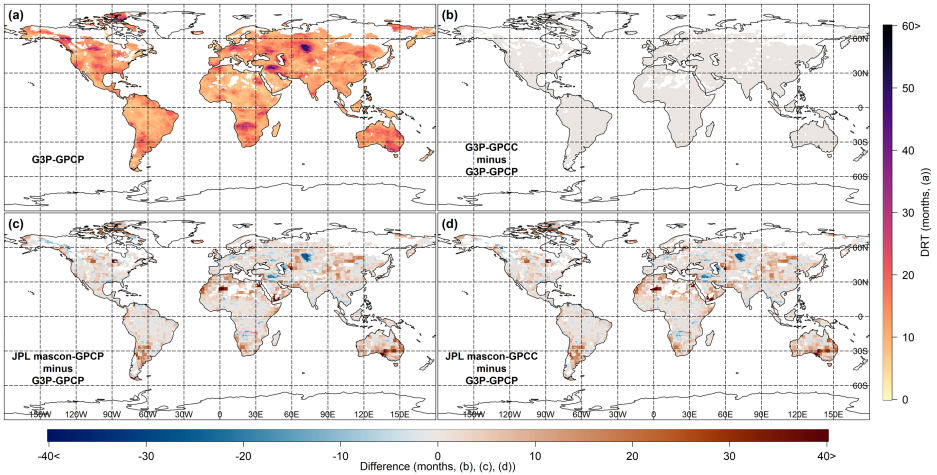 (a)
G3P-GPCP
(b)
60N
30N
0
30S
60S
G3P-GPCC
minus
G3P-GPCP
(c)
150W 120W 90W 60W 30W 0 30E 60E 90E 120E 150E
JPL mascon-GPCP
minus
G3P-GPCP
(d)
60N
30N
0
30S
60S
150W 120W 90W 60W 30W 0 30E 60E 90E 120E 150E
JPL mascon-GPCC
minus
G3P-GPCP
60>
50
40
30
20
10
0
DRT (months, (a))
-40< -30 -20 -10 0 10 20 30 40>
Difference (months, (b), (c), (d))